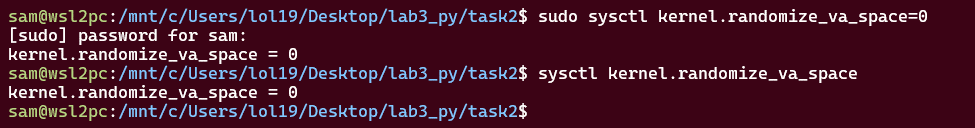 sam@wsl2pc:/mnt/c/Users/lol19/Desktop/lab3_py/task2$ sudo sysctl kernel.randomize_va_space=0
[sudo] password for sam:
kernel.randomize_va_space = 0
sam@wsl2pc:/mnt/c/Users/lol19/Desktop/lab3_py/task2$ sysctl kernel.randomize_va_space
kernel.randomize_va_space = 0
sam@wsl2pc:/mnt/c/Users/lol19/Desktop/lab3_py/task2$